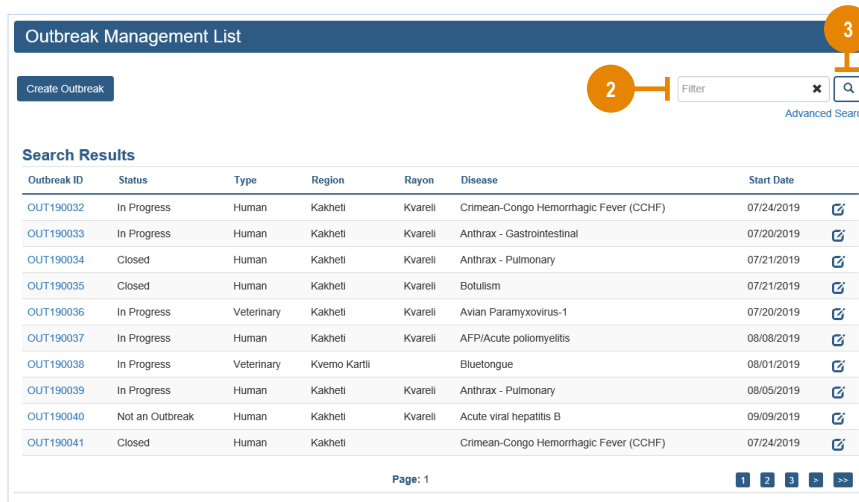 Outbreak Management List
3
Create Outbreak
2
Filter
Advanced Sear
Search Results
Outbreak ID Status Type Region Rayon Disease Start Date
OUT190032 In Progress Human Kakheti Kvareli Crimean-Congo Hemorrhagic Fever (CCHF) 07/24/2019
OUT190033 In Progress Human Kakheti Kvareli Anthrax - Gastrointestinal 07/20/2019
OUT190034 Closed Human Kakheti Kvareli Anthrax - Pulmonary 07/21/2019
OUT190035 Closed Human Kakheti Kvareli Botulism 07/21/2019
OUT190036 In Progress Veterinary Kakheti Kvareli Avian Paramyxovirus-1 07/20/2019
OUT190037 In Progress Human Kakheti Kvareli AFP/Acute poliomyelitis 08/08/2019
OUT190038 In Progress Veterinary Kvemo Kartli Bluetongue 08/01/2019
OUT190039 In Progress Human Kakheti Kvareli Anthrax - Pulmonary 08/05/2019
OUT190040 Not an Outbreak Human Kakheti Kvareli Acute viral hepatitis B 09/09/2019
OUT190041 Closed Human Kakheti Crimean-Congo Hemorrhagic Fever (CCHF) 07/24/2019
Page: 1 1 2 3 > >>